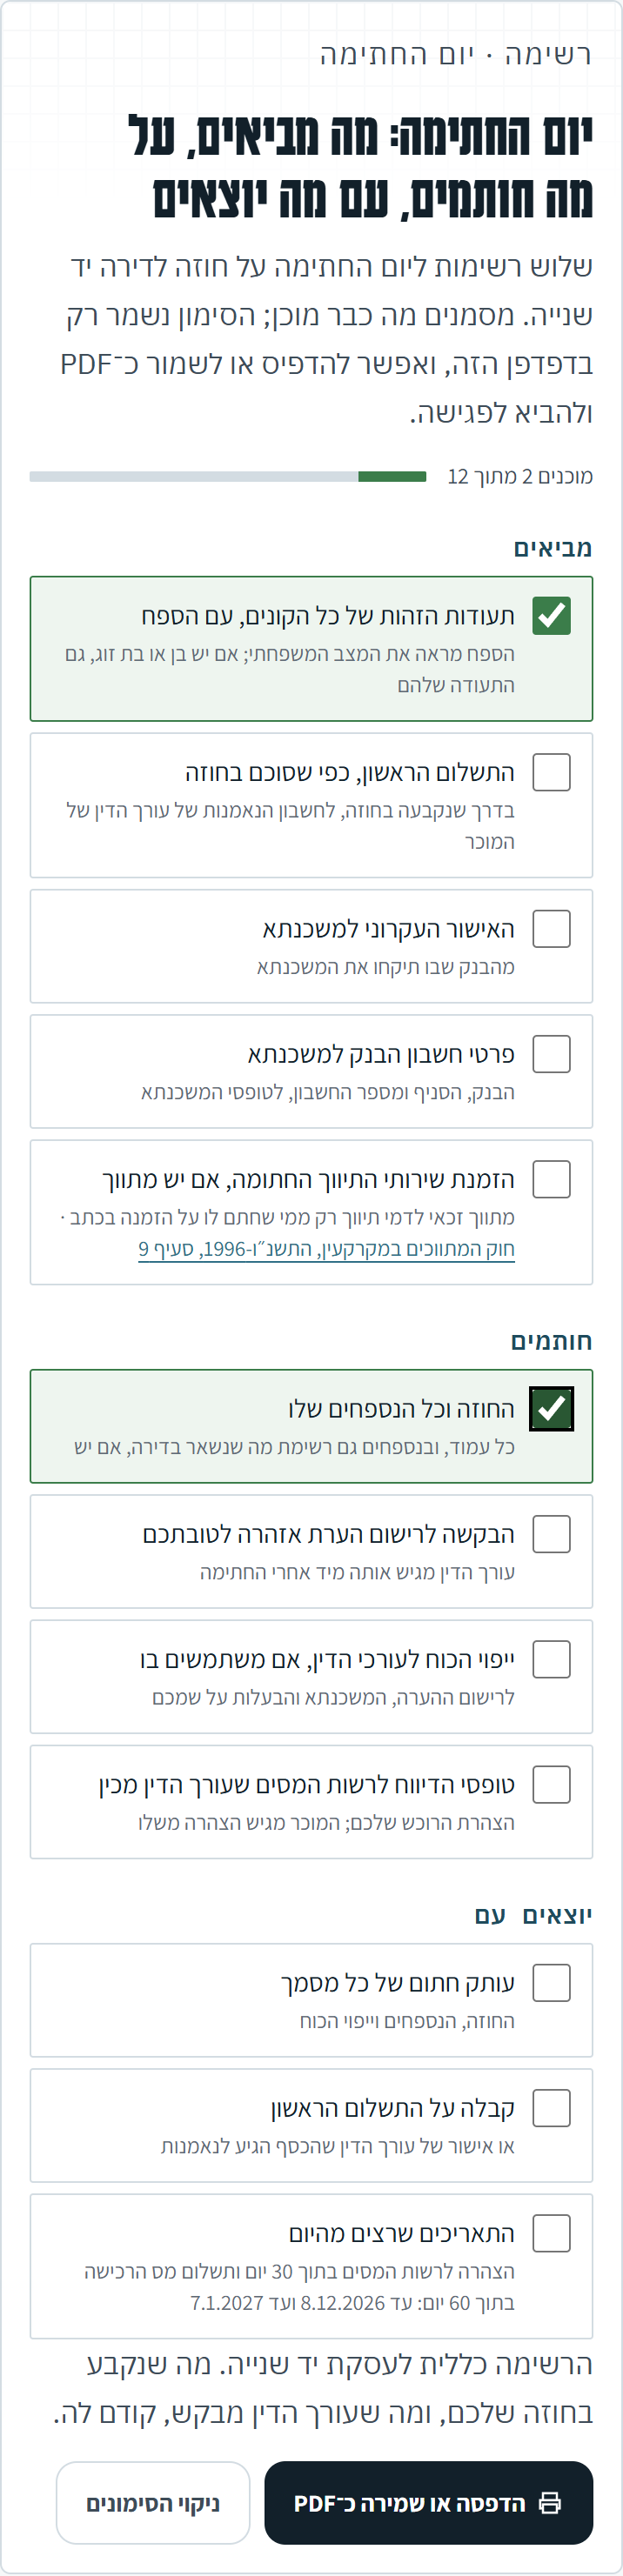 רשימה · יום החתימה
יום החתימה: מה מביאים, על
מה חותמים, עם מה יוצאים
שלוש רשימות ליום החתימה על חוזה לדירה יד
שנייה. מסמנים מה כבר מוכן; הסימון נשמר רק
בדפדפן הזה, ואפשר להדפיס או לשמור כ־PDF
ולהביא לפגישה.
מוכנים 2 מתוך 12
מביאים
תעודות הזהות של כל הקונים, עם הספח
הספח מראה את המצב המשפחתי; אם יש בן או בת זוג, גם
התעודה שלהם
התשלום הראשון, כפי שסוכם בחוזה
בדרך שנקבעה בחוזה, לחשבון הנאמנות של עורך הדין של
המוכר
האישור העקרוני למשכנתא
מהבנק שבו תיקחו את המשכנתא
פרטי חשבון הבנק למשכנתא
הבנק, הסניף ומספר החשבון, לטופסי המשכנתא
הזמנת שירותי התיווך החתומה, אם יש מתווך
מתווך זכאי לדמי תיווך רק ממי שחתם לו על הזמנה בכתב ·
חוק המתווכים במקרקעין, התשנ״ו-1996, סעיף 9
חותמים
החוזה וכל הנספחים שלו
כל עמוד, ובנספחים גם רשימת מה שנשאר בדירה, אם יש
הבקשה לרישום הערת אזהרה לטובתכם
עורך הדין מגיש אותה מיד אחרי החתימה
ייפוי הכוח לעורכי הדין, אם משתמשים בו
לרישום ההערה, המשכנתא והבעלות על שמכם
טופסי הדיווח לרשות המסים שעורך הדין מכין
הצהרת הרוכש שלכם; המוכר מגיש הצהרה משלו
יוצאים עם
עותק חתום של כל מסמך
החוזה, הנספחים וייפוי הכוח
קבלה על התשלום הראשון
או אישור של עורך הדין שהכסף הגיע לנאמנות
התאריכים שרצים מהיום
הצהרה לרשות המסים בתוך 30 יום ותשלום מס הרכישה
בתוך 60 יום: עד 8.12.2026 ועד 7.1.2027
הרשימה כללית לעסקת יד שנייה. מה שנקבע
בחוזה שלכם, ומה שעורך הדין מבקש, קודם לה.
הדפסה או שמירה כ־PDF
ניקוי הסימונים